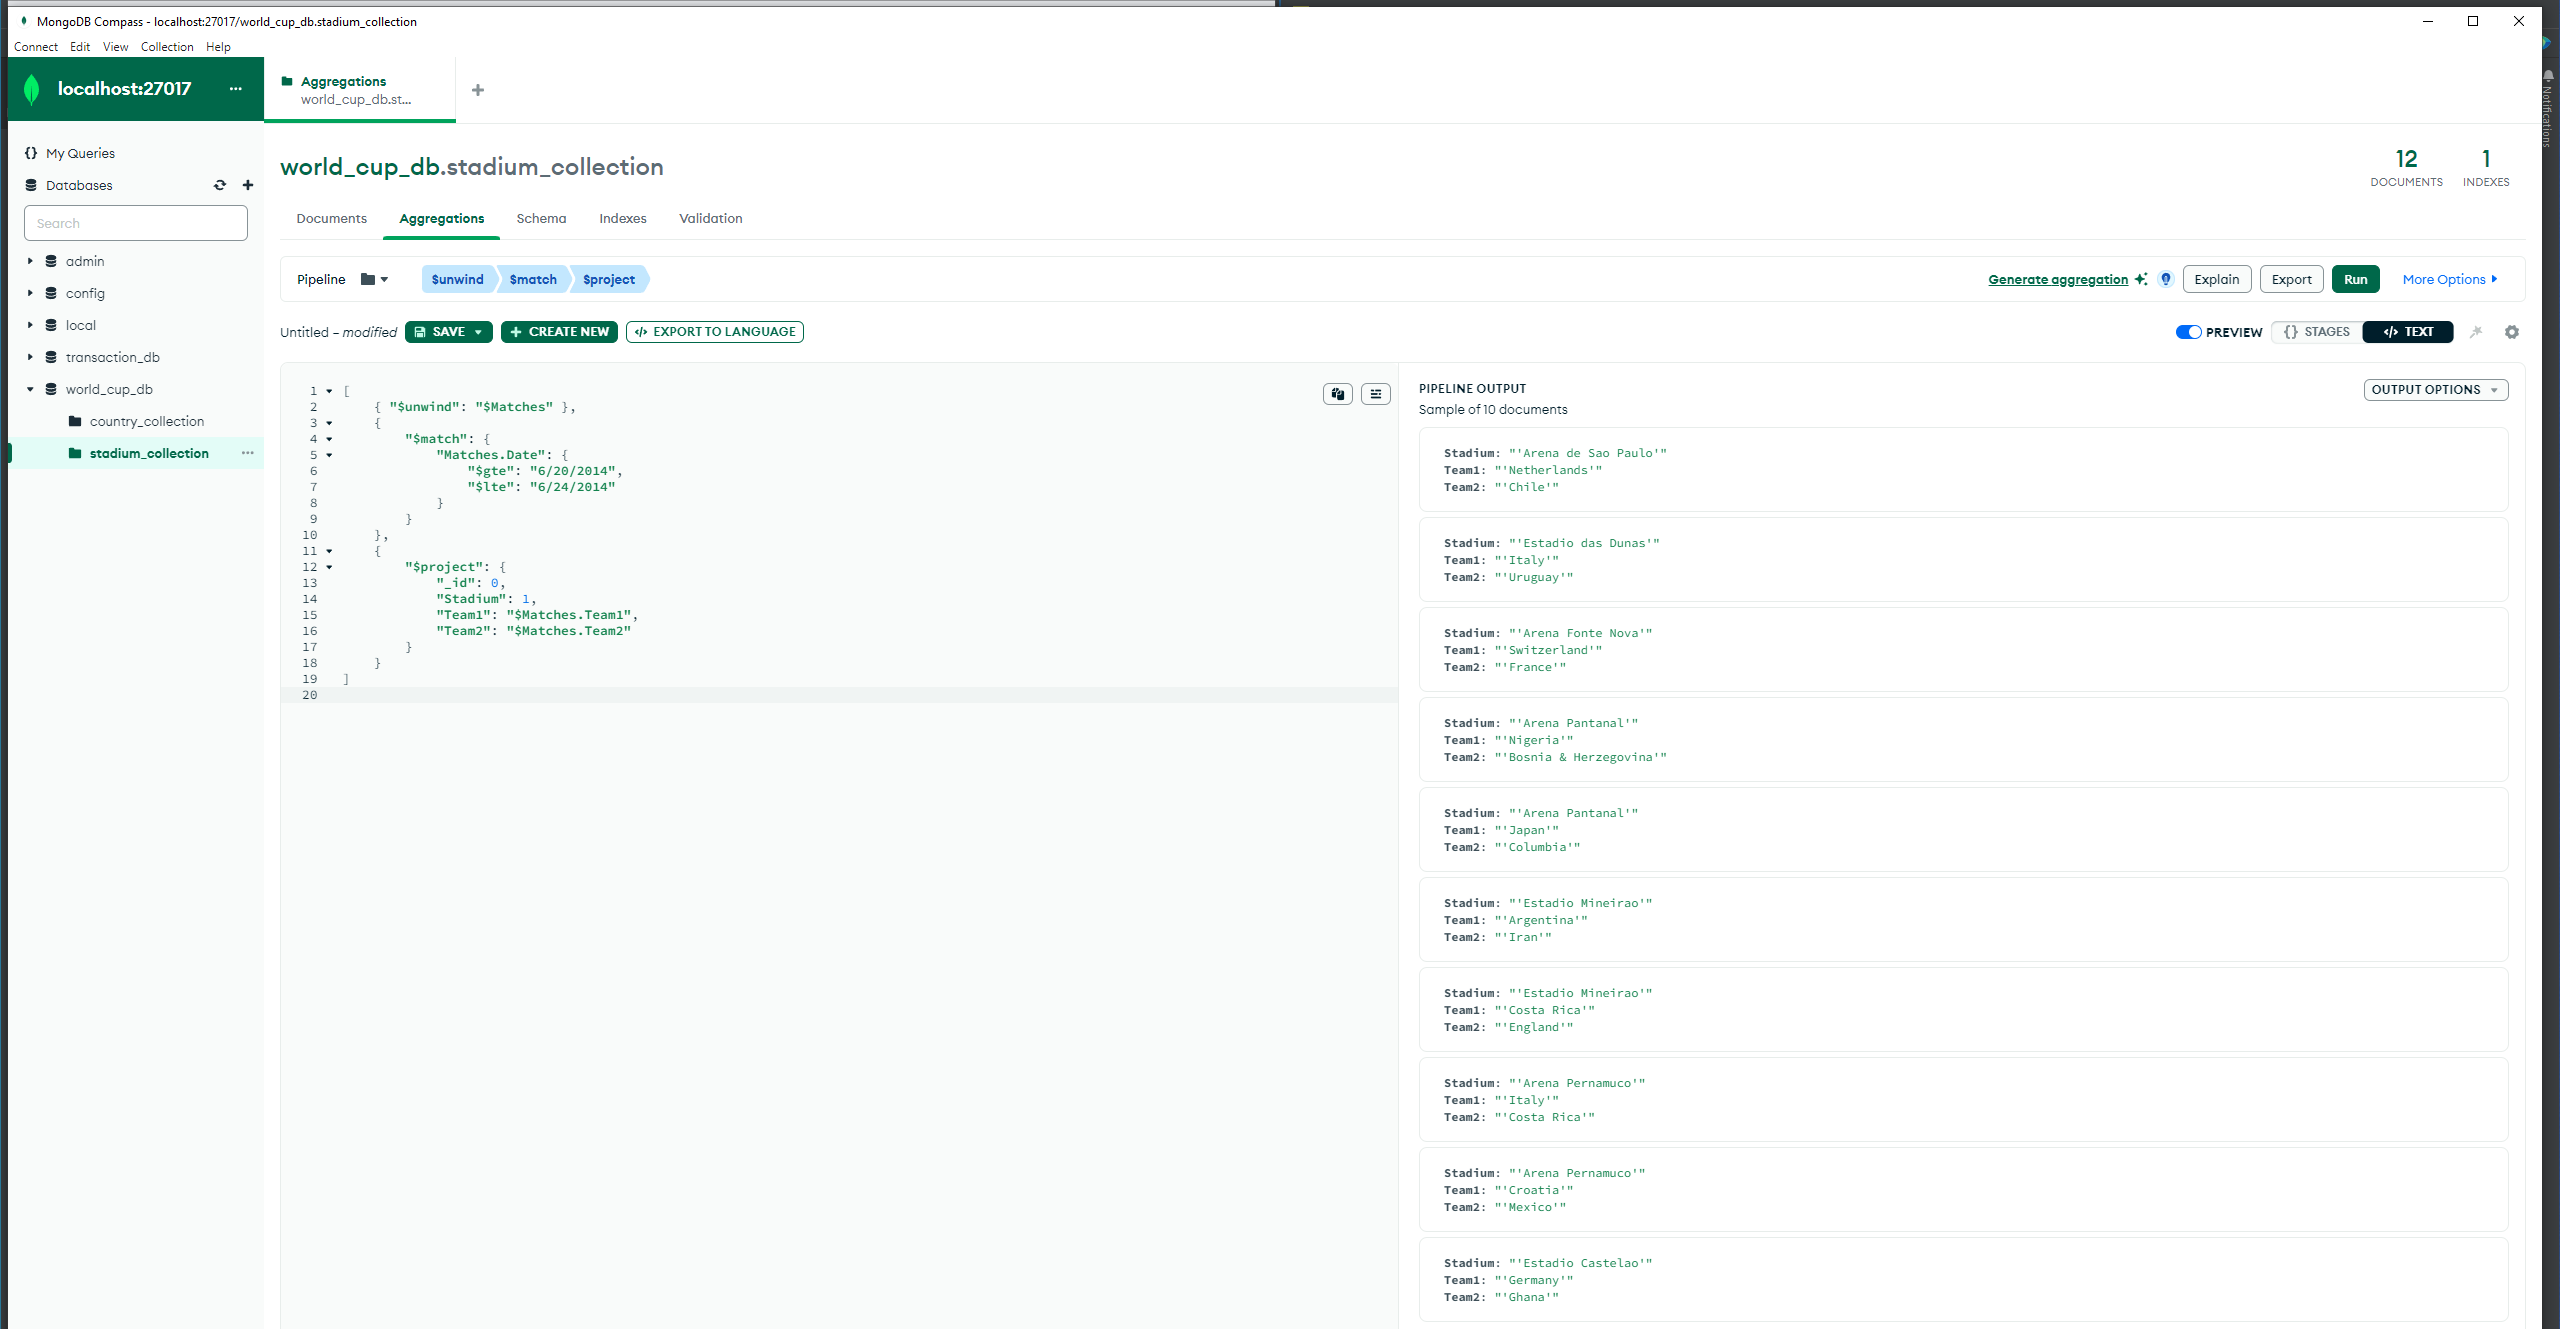 MongoDB Compass - localhost:27017/world_cup_db.stadium_collection
Connect Edit View Collection Help
localhost:27017 ...
Aggregations
world_cup_db.st...
My Queries
Databases
Search
admin
config
local
transaction_db
world_cup_db
country_collection
stadium_collection
Notifications
world_cup_db.stadium_collection
12
DOCUMENTS
1
INDEXES
Documents Aggregations Schema Indexes Validation
Pipeline $unwind $match $project Generate aggregation Explain Export Run More Options
Untitled – modified SAVE CREATE NEW EXPORT TO LANGUAGE PREVIEW {} STAGES </> TEXT
1 [
2 { "$unwind": "$Matches" },
3 {
4 "$match": {
5 "Matches.Date": {
6 "$gte": "6/20/2014",
7 "$lte": "6/24/2014"
8 }
9 }
10 },
11 {
12 "$project": {
13 "_id": 0,
14 "Stadium": 1,
15 "Team1": "$Matches.Team1",
16 "Team2": "$Matches.Team2"
17 }
18 }
19 ]
20
PIPELINE OUTPUT
Sample of 10 documents
OUTPUT OPTIONS
Stadium: "'Arena de Sao Paulo'"
Team1: "'Netherlands'"
Team2: "'Chile'"
Stadium: "'Estadio das Dunas'"
Team1: "'Italy'"
Team2: "'Uruguay'"
Stadium: "'Arena Fonte Nova'"
Team1: "'Switzerland'"
Team2: "'France'"
Stadium: "'Arena Pantanal'"
Team1: "'Nigeria'"
Team2: "'Bosnia & Herzegovina'"
Stadium: "'Arena Pantanal'"
Team1: "'Japan'"
Team2: "'Columbia'"
Stadium: "'Estadio Mineirao'"
Team1: "'Argentina'"
Team2: "'Iran'"
Stadium: "'Estadio Mineirao'"
Team1: "'Costa Rica'"
Team2: "'England'"
Stadium: "'Arena Pernamuco'"
Team1: "'Italy'"
Team2: "'Costa Rica'"
Stadium: "'Arena Pernamuco'"
Team1: "'Croatia'"
Team2: "'Mexico'"
Stadium: "'Estadio Castelao'"
Team1: "'Germany'"
Team2: "'Ghana'"